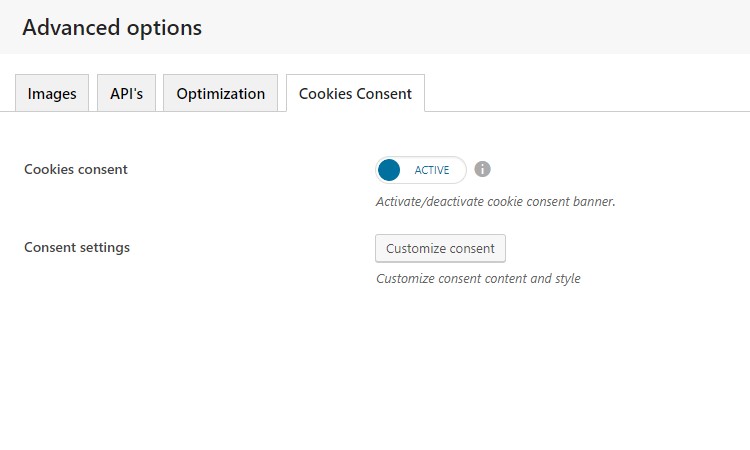 Advanced options
Images API's Optimization Cookies Consent
Cookies consent ACTIVE i
Activate/deactivate cookie consent banner.
Consent settings Customize consent
Customize consent content and style